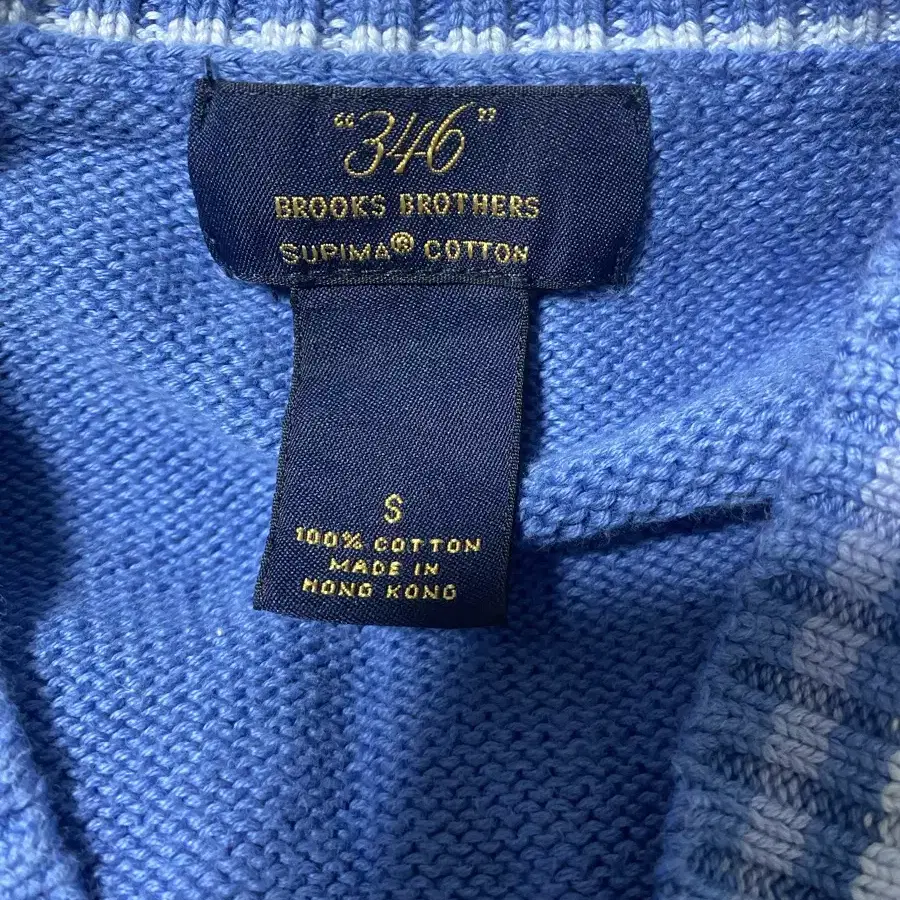 "346"
BROOKS BROTHERS
SUPIMA® COTTON
S
100% COTTON
MADE IN
HONG KONG